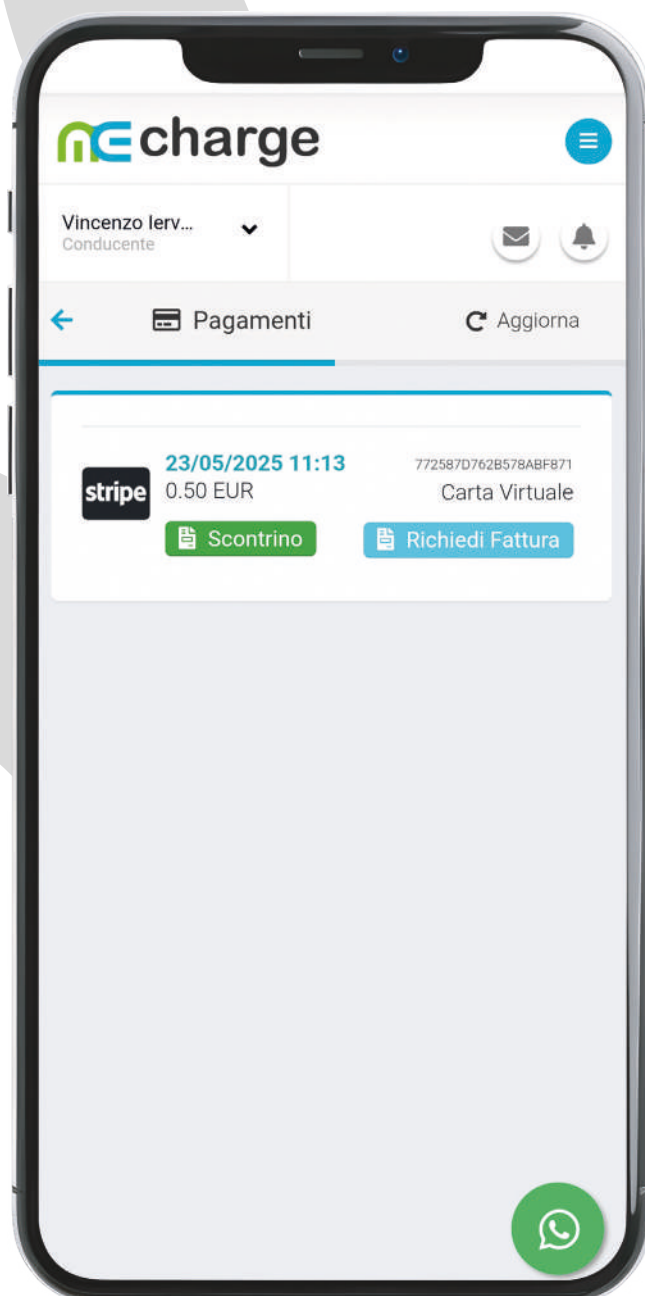 me charge
Vincenzo Ierv...
Conducente
Pagamenti
Aggiorna
stripe
23/05/2025 11:13
0.50 EUR
772587D762B578ABF871
Carta Virtuale
Scontrino
Richiedi Fattura